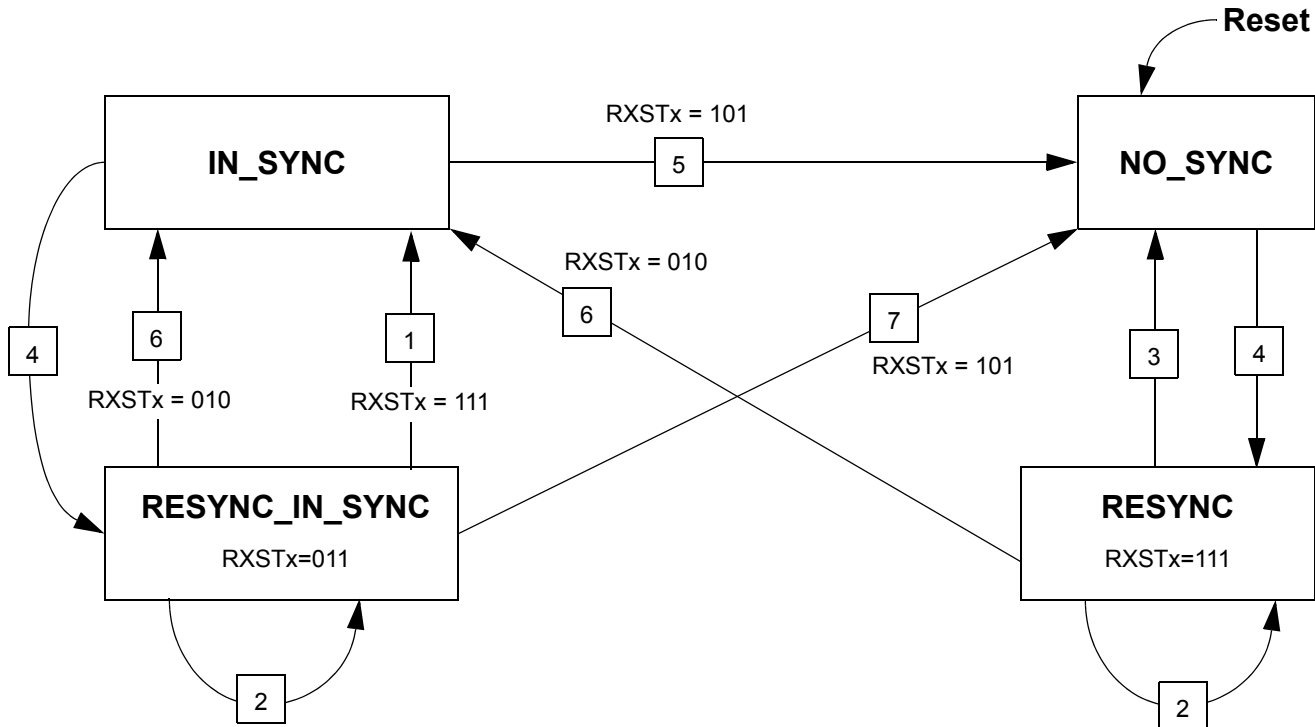 Reset
RXSTx = 101
IN_SYNC
5
NO_SYNC
RXSTx = 010
6
7
RXSTx = 101
4
6
1
3
4
RXSTx = 010
RXSTx = 111
RESYNC_IN_SYNC
RXSTx=011
RESYNC
RXSTx=111
2
2